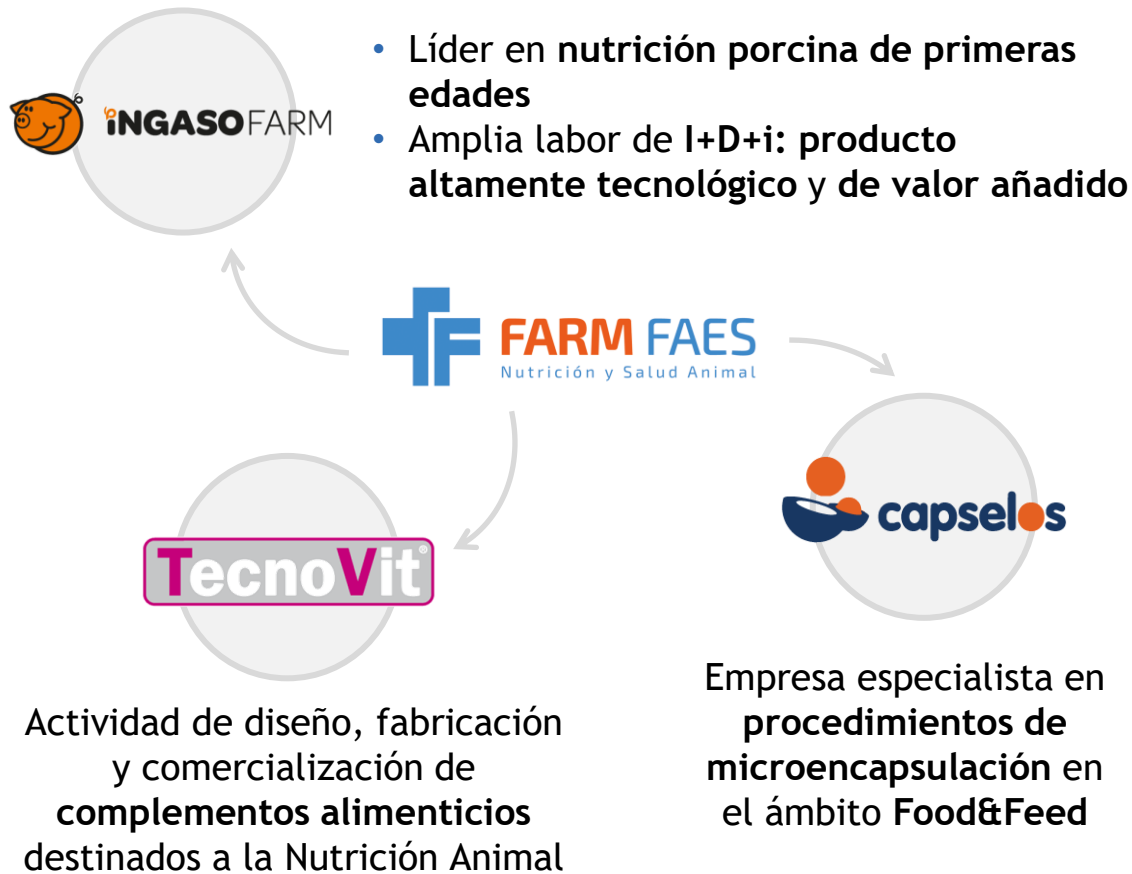 iNGASOFARM
• Líder en nutrición porcina de primeras
edades
• Amplia labor de I+D+i: producto
altamente tecnológico y de valor añadido
FARM FAES
Nutrición y Salud Animal
TecnoVit®
capselos
Actividad de diseño, fabricación
y comercialización de
complementos alimenticios
destinados a la Nutrición Animal
Empresa especialista en
procedimientos de
microencapsulación en
el ámbito Food&Feed